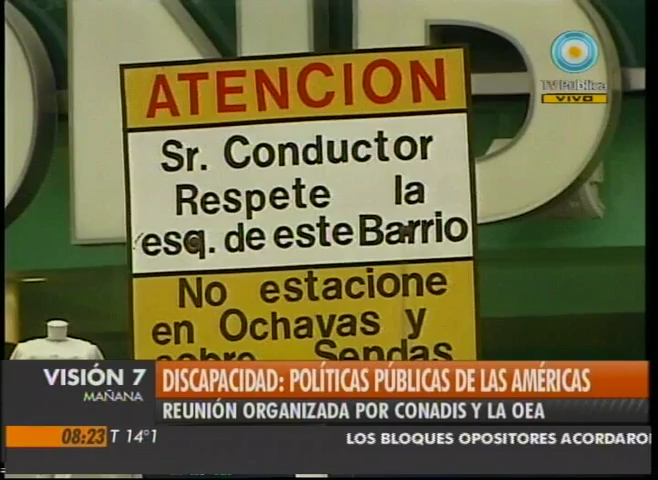 ATENCION
Sr. Conductor
Respete la
esq. de este Barrio
No estacione
en Ochavas y
sobre Sendas
TV Pública
VIVO
VISIÓN 7
MAÑANA
DISCAPACIDAD: POLÍTICAS PÚBLICAS DE LAS AMÉRICAS
REUNIÓN ORGANIZADA POR CONADIS Y LA OEA
08:23 T 14°1
LOS BLOQUES OPOSITORES ACORDARO